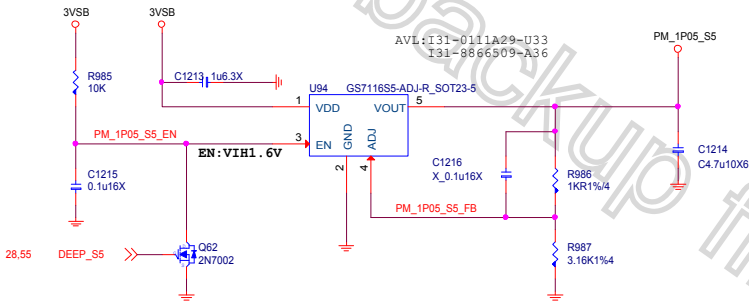 3VSB
3VSB
AVL:I31-0111A29-U33
I31-8866509-A36
PM_1P05_S5
R985
10K
C1213
1u6.3X
U94
GS7116S5-ADJ-R_SOT23-5
1
VDD
VOUT
5
PM_1P05_S5_EN
3
EN
GND
ADJ
EN:VIH1.6V
2
4
C1215
0.1u16X
C1216
X_0.1u16X
R986
1KR1%/4
C1214
C4.7u10X6
PM_1P05_S5_FB
28,55
DEEP_S5
Q62
2N7002
R987
3.16K1%4
backup fi